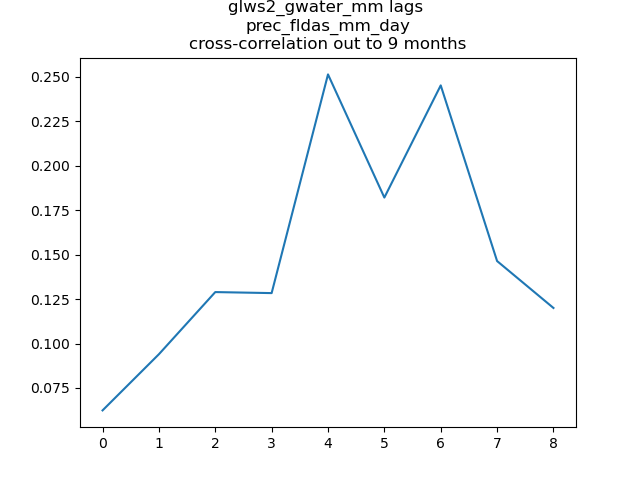 glws2_gwater_mm lags
prec_fldas_mm_day
cross-correlation out to 9 months
0.250
0.225
0.200
0.175
0.150
0.125
0.100
0.075
0 1 2 3 4 5 6 7 8